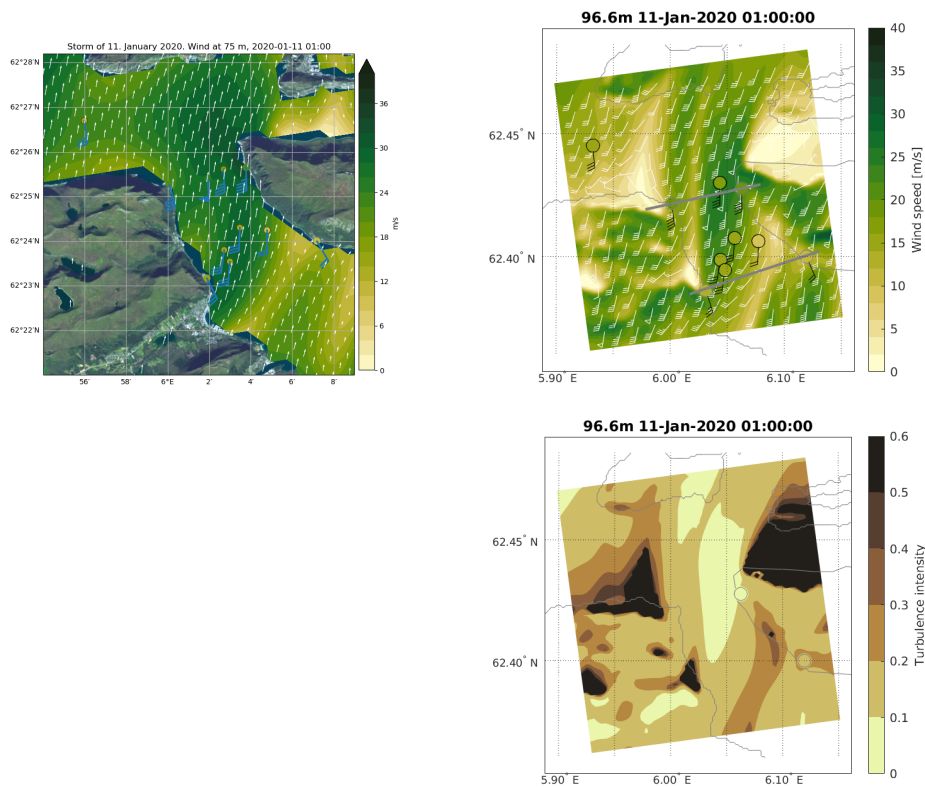 Storm of 11. January 2020. Wind at 75 m, 2020-01-11 01:00
62°28'N
62°27'N
62°26'N
62°25'N
62°24'N
62°23'N
62°22'N
56'
58'
6°E
2'
4'
6'
8'
36
30
24
18
12
6
0
m/s
96.6m 11-Jan-2020 01:00:00
62.45° N
62.40° N
5.90° E
6.00° E
6.10° E
40
35
30
25
20
15
10
5
0
Wind speed [m/s]
96.6m 11-Jan-2020 01:00:00
62.45° N
62.40° N
5.90° E
6.00° E
6.10° E
0.6
0.5
0.4
0.3
0.2
0.1
0
Turbulence intensity